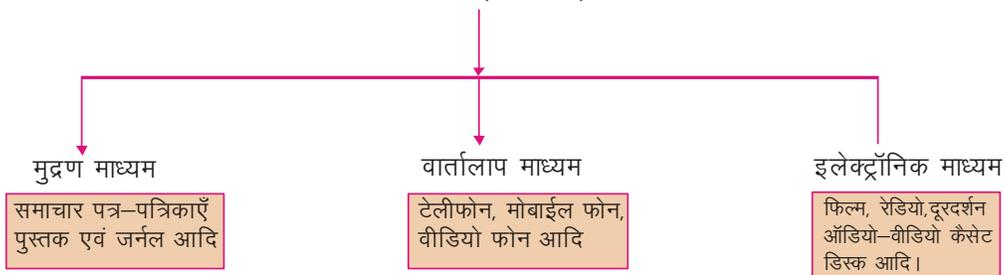 मुद्रण माध्यम
समाचार पत्र–पत्रिकाएँ
पुस्तक एवं जर्नल आदि
वार्तालाप माध्यम
टेलीफोन, मोबाईल फोन,
वीडियो फोन आदि
इलेक्ट्रॉनिक माध्यम
फिल्म, रेडियो,दूरदर्शन
ऑडियो–वीडियो कैसेट
डिस्क आदि।